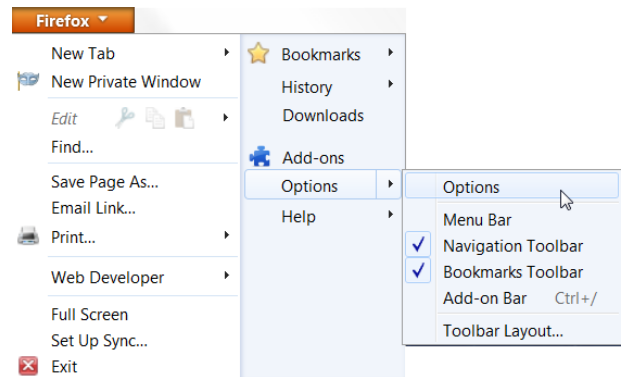 Firefox
New Tab
New Private Window
Edit
Find...
Save Page As...
Email Link...
Print...
Web Developer
Full Screen
Set Up Sync...
Exit
Bookmarks
History
Downloads
Add-ons
Options
Help
Options
Menu Bar
Navigation Toolbar
Bookmarks Toolbar
Add-on Bar Ctrl+/
Toolbar Layout...